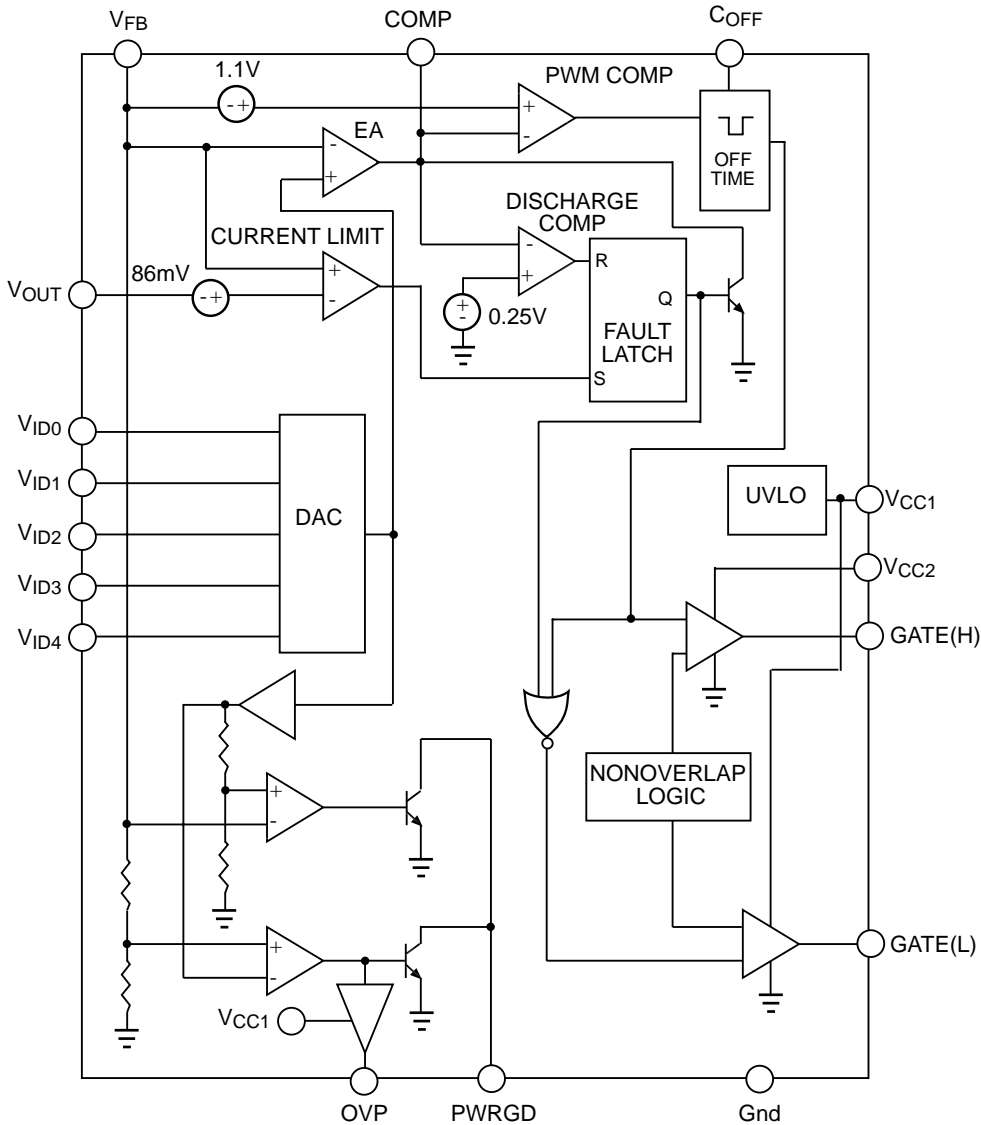 VFB
COMP
COFF
1.1V
- +
PWM COMP
+
-
EA
-
+
OFF
TIME
DISCHARGE
COMP
CURRENT LIMIT
-
+
R
86mV
+
-
VOUT
- +
+
-
0.25V
Q
FAULT
LATCH
S
VID0
VID1
VID2
VID3
VID4
DAC
UVLO
VCC1
VCC2
GATE(H)
NONOVERLAP
LOGIC
+
-
+
-
GATE(L)
VCC1
OVP
PWRGD
Gnd